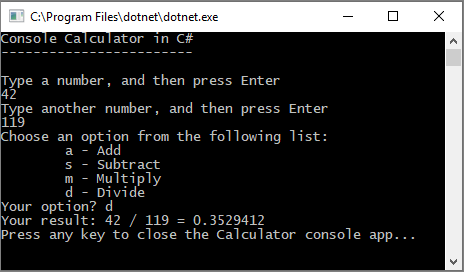 C:\Program Files\dotnet\dotnet.exe
Console Calculator in C#
------------------------
Type a number, and then press Enter
42
Type another number, and then press Enter
119
Choose an option from the following list:
        a - Add
        s - Subtract
        m - Multiply
        d - Divide
Your option? d
Your result: 42 / 119 = 0.3529412
Press any key to close the Calculator console app...